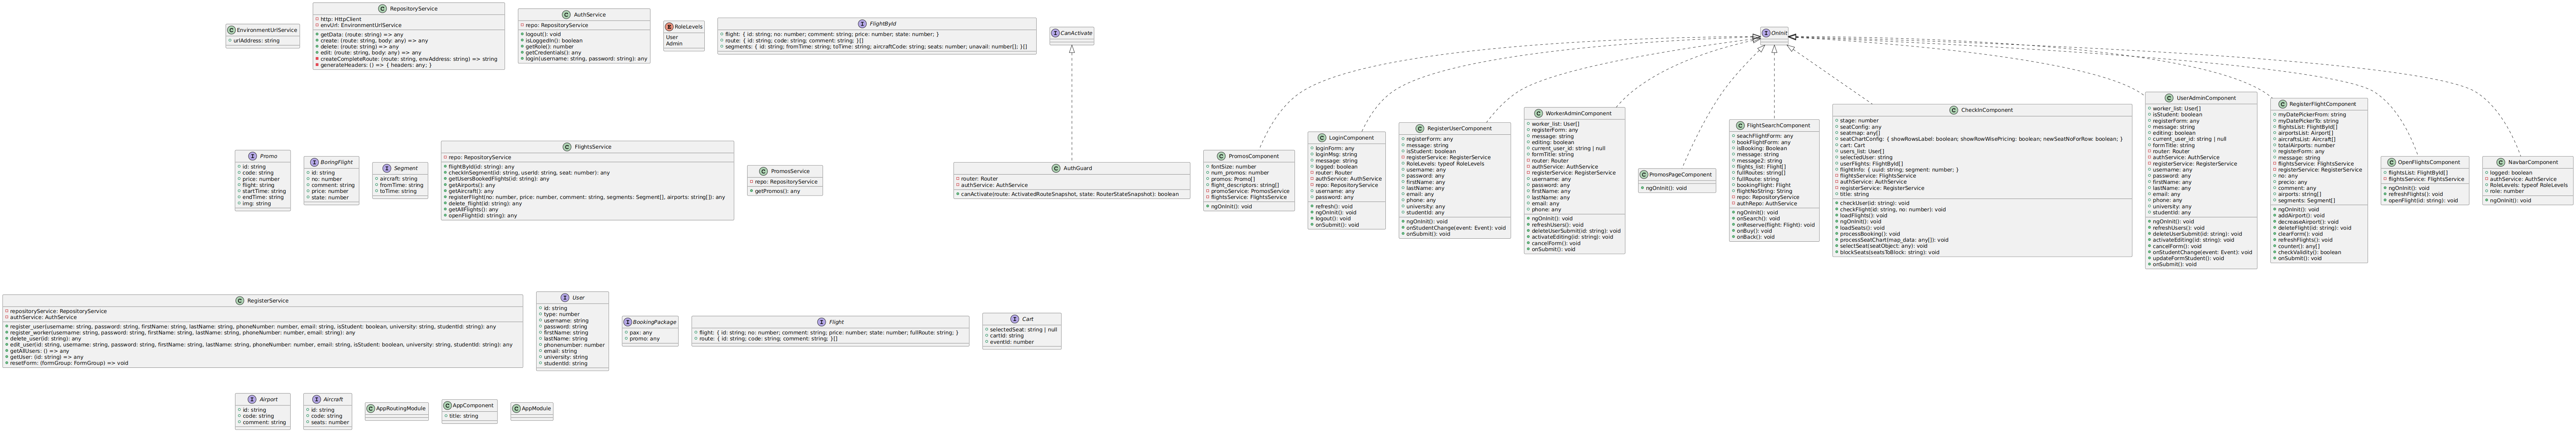 EnvironmentUrlService
urlAddress: string
RepositoryService
http: HttpClient
envUrl: EnvironmentUrlService
getData: (route: string) => any
create: (route: string, body: any) => any
delete: (route: string) => any
edit: (route: string, body: any) => any
createCompleteRoute: (route: string, envAddress: string) => string
generateHeaders: () => { headers: any; }
AuthService
repo: RepositoryService
logout(): void
isLoggedIn(): boolean
getRole(): number
getCredentials(): any
login(username: string, password: string): any
RoleLevels
User
Admin
FlightById
flight: { id: string; no: number; comment: string; price: number; state: number; }
route: { id: string; code: string; comment: string; }[]
segments: { id: string; fromTime: string; toTime: string; aircraftCode: string; seats: number; unavail: number[]; }[]
CanActivate
OnInit
Promo
id: string
code: string
price: number
flight: string
startTime: string
endTime: string
img: string
BoringFlight
id: string
no: number
comment: string
price: number
state: number
Segment
aircraft: string
fromTime: string
toTime: string
FlightsService
repo: RepositoryService
flightById(id: string): any
checkInSegment(id: string, userId: string, seat: number): any
getUsersBookedFlights(id: string): any
getAirports(): any
getAircraft(): any
registerFlight(no: number, price: number, comment: string, segments: Segment[], airports: string[]): any
delete_flight(id: string): any
getAllFlights(): any
openFlight(id: string): any
PromosService
repo: RepositoryService
getPromos(): any
AuthGuard
router: Router
authService: AuthService
canActivate(route: ActivatedRouteSnapshot, state: RouterStateSnapshot): boolean
PromosComponent
fontSize: number
num_promos: number
promos: Promo[]
flight_descriptors: string[]
promoService: PromosService
flightsService: FlightsService
ngOnInit(): void
LoginComponent
loginForm: any
loginMsg: string
message: string
logged: boolean
router: Router
authService: AuthService
repo: RepositoryService
username: any
password: any
refresh(): void
ngOnInit(): void
logout(): void
onSubmit(): void
RegisterUserComponent
registerForm: any
message: string
isStudent: boolean
registerService: RegisterService
RoleLevels: typeof RoleLevels
username: any
password: any
firstName: any
lastName: any
email: any
phone: any
university: any
studentId: any
ngOnInit(): void
onStudentChange(event: Event): void
onSubmit(): void
WorkerAdminComponent
worker_list: User[]
registerForm: any
message: string
editing: boolean
current_user_id: string | null
formTitle: string
router: Router
authService: AuthService
registerService: RegisterService
username: any
password: any
firstName: any
lastName: any
email: any
phone: any
ngOnInit(): void
refreshUsers(): void
deleteUserSubmit(id: string): void
activateEditing(id: string): void
cancelForm(): void
onSubmit(): void
PromosPageComponent
ngOnInit(): void
FlightSearchComponent
seachFlightForm: any
bookFlightForm: any
isBooking: Boolean
message: string
message2: string
flights_list: Flight[]
fullRoutes: string[]
fullRoute: string
bookingFlight: Flight
flightNoString: String
repo: RepositoryService
authRepo: AuthService
ngOnInit(): void
onSearch(): void
onReserve(flight: Flight): void
onBuy(): void
onBack(): void
CheckInComponent
stage: number
seatConfig: any
seatmap: any[]
seatChartConfig: { showRowsLabel: boolean; showRowWisePricing: boolean; newSeatNoForRow: boolean; }
cart: Cart
users_list: User[]
selectedUser: string
userFlights: FlightById[]
flightInfo: { uuid: string; segment: number; }
flightsService: FlightsService
authService: AuthService
registerService: RegisterService
title: string
checkUser(id: string): void
checkFlight(id: string, no: number): void
loadFlights(): void
ngOnInit(): void
loadSeats(): void
processBooking(): void
processSeatChart(map_data: any[]): void
selectSeat(seatObject: any): void
blockSeats(seatsToBlock: string): void
UserAdminComponent
worker_list: User[]
isStudent: boolean
registerForm: any
message: string
editing: boolean
current_user_id: string | null
formTitle: string
router: Router
authService: AuthService
registerService: RegisterService
username: any
password: any
firstName: any
lastName: any
email: any
phone: any
university: any
studentId: any
ngOnInit(): void
refreshUsers(): void
deleteUserSubmit(id: string): void
activateEditing(id: string): void
cancelForm(): void
onStudentChange(event: Event): void
updateFormStudent(): void
onSubmit(): void
RegisterFlightComponent
myDatePickerFrom: string
myDatePickerTo: string
flightsList: FlightById[]
airportsList: Airport[]
aircraftsList: Aircraft[]
totalAirports: number
registerForm: any
message: string
flightsService: FlightsService
registerService: RegisterService
no: any
precio: any
comment: any
airports: string[]
segments: Segment[]
ngOnInit(): void
addAirport(): void
decreaseAirport(): void
deleteFlight(id: string): void
clearForm(): void
refreshFlights(): void
counter(): any[]
checkValidity(): boolean
onSubmit(): void
OpenFlightsComponent
flightsList: FlightById[]
flightsService: FlightsService
ngOnInit(): void
refreshFlights(): void
openFlight(id: string): void
NavbarComponent
logged: boolean
authService: AuthService
RoleLevels: typeof RoleLevels
role: number
ngOnInit(): void
RegisterService
repositoryService: RepositoryService
authService: AuthService
register_user(username: string, password: string, firstName: string, lastName: string, phoneNumber: number, email: string, isStudent: boolean, university: string, studentId: string): any
register_worker(username: string, password: string, firstName: string, lastName: string, phoneNumber: number, email: string): any
delete_user(id: string): any
edit_user(id: string, username: string, password: string, firstName: string, lastName: string, phoneNumber: number, email: string, isStudent: boolean, university: string, studentId: string): any
getAllUsers: () => any
getUser: (id: string) => any
resetForm: (formGroup: FormGroup) => void
User
id: string
type: number
username: string
password: string
firstName: string
lastName: string
phonenumber: number
email: string
university: string
studentId: string
BookingPackage
pax: any
promo: any
Flight
flight: { id: string; no: number; comment: string; price: number; state: number; fullRoute: string; }
route: { id: string; code: string; comment: string; }[]
Cart
selectedSeat: string | null
cartId: string
eventId: number
Airport
id: string
code: string
comment: string
Aircraft
id: string
code: string
seats: number
AppRoutingModule
AppComponent
title: string
AppModule